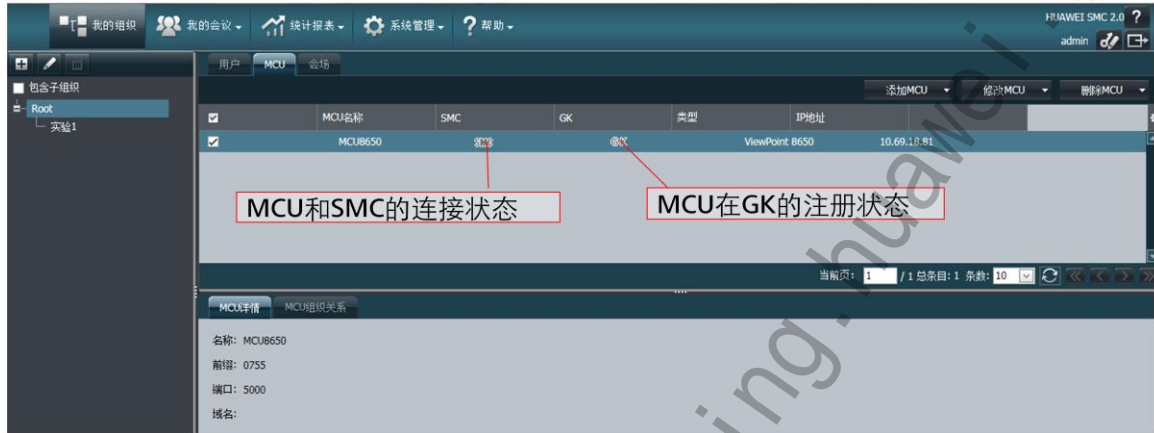 我的组织 我的会议 统计报表 系统管理 帮助
HUAWEI SMC 2.0 ?
admin
用户 MCU 会场
包含子组织
添加MCU 修改MCU 删除MCU
Root
实验1
MCU名称 SMC GK 类型 IP地址
MCU8650 SMC GK ViewPoint 8650 10.69.18.81
MCU和SMC的连接状态
MCU在GK的注册状态
当前页: 1 / 1 总条目: 1 条数: 10
MCU详情 MCU组织关系
名称: MCU8650
前缀: 0755
端口: 5000
域名:
ing.huawei.